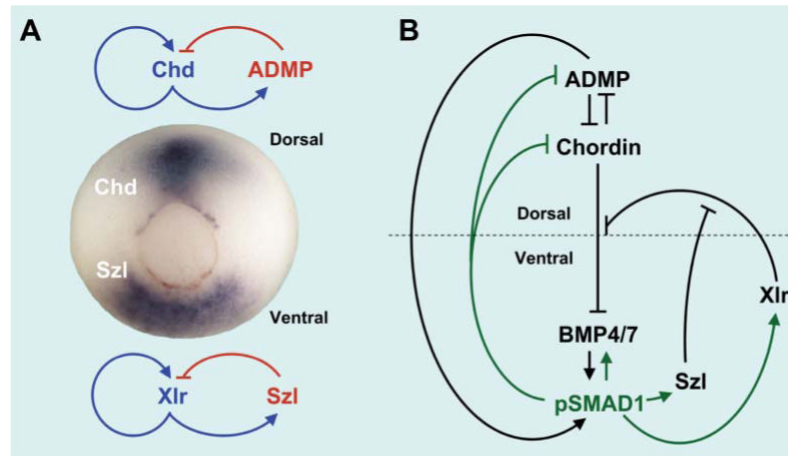 A
Chd ADMP
Dorsal
Chd
Szl
Ventral
Xlr Szl
B
ADMP
Chordin
Dorsal
Ventral
Xlr
BMP4/7
Szl
pSMAD1